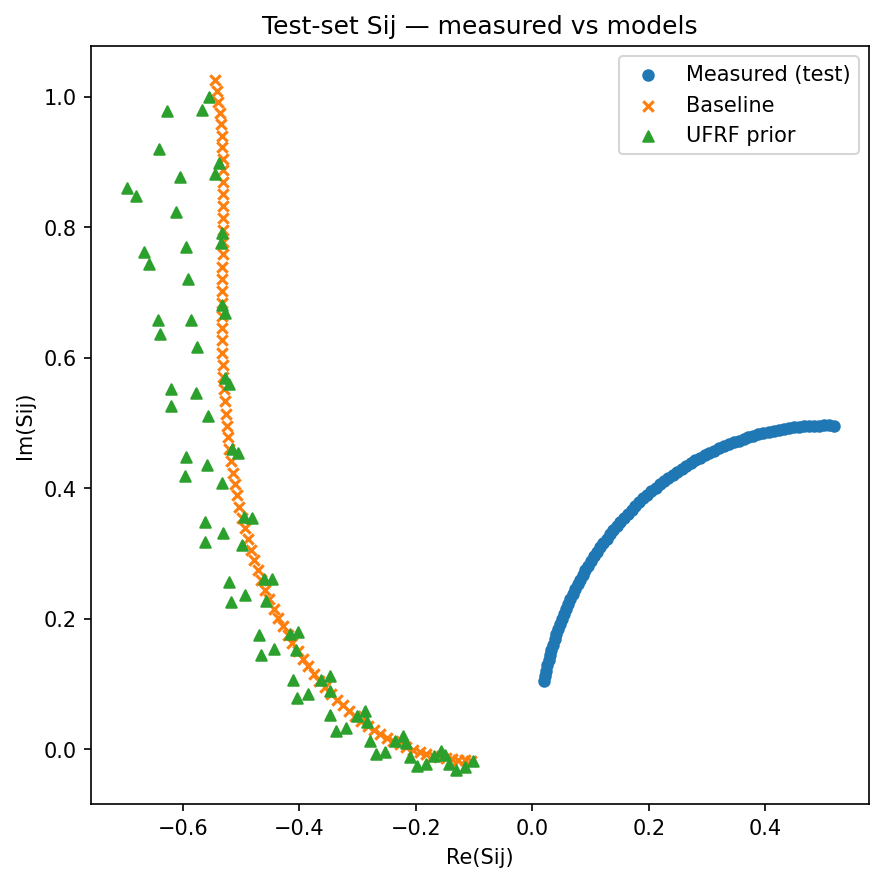 Test-set Sij — measured vs models
Measured (test)
Baseline
UFRF prior
1.0
0.8
0.6
0.4
0.2
0.0
Im(Sij)
−0.6
−0.4
−0.2
0.0
0.2
0.4
Re(Sij)